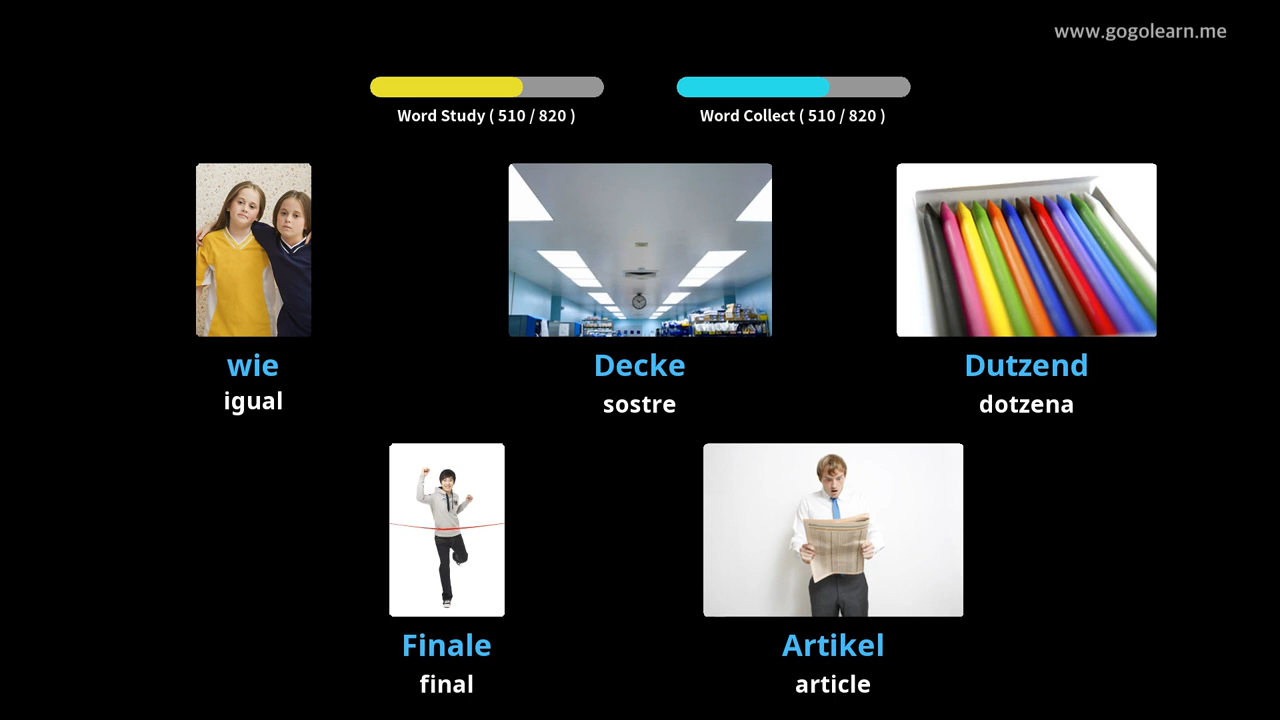 www.gogolearn.me
Word Study ( 510 / 820 )
Word Collect ( 510 / 820 )
wie
igual
Decke
sostre
Dutzend
dotzena
Finale
final
Artikel
article